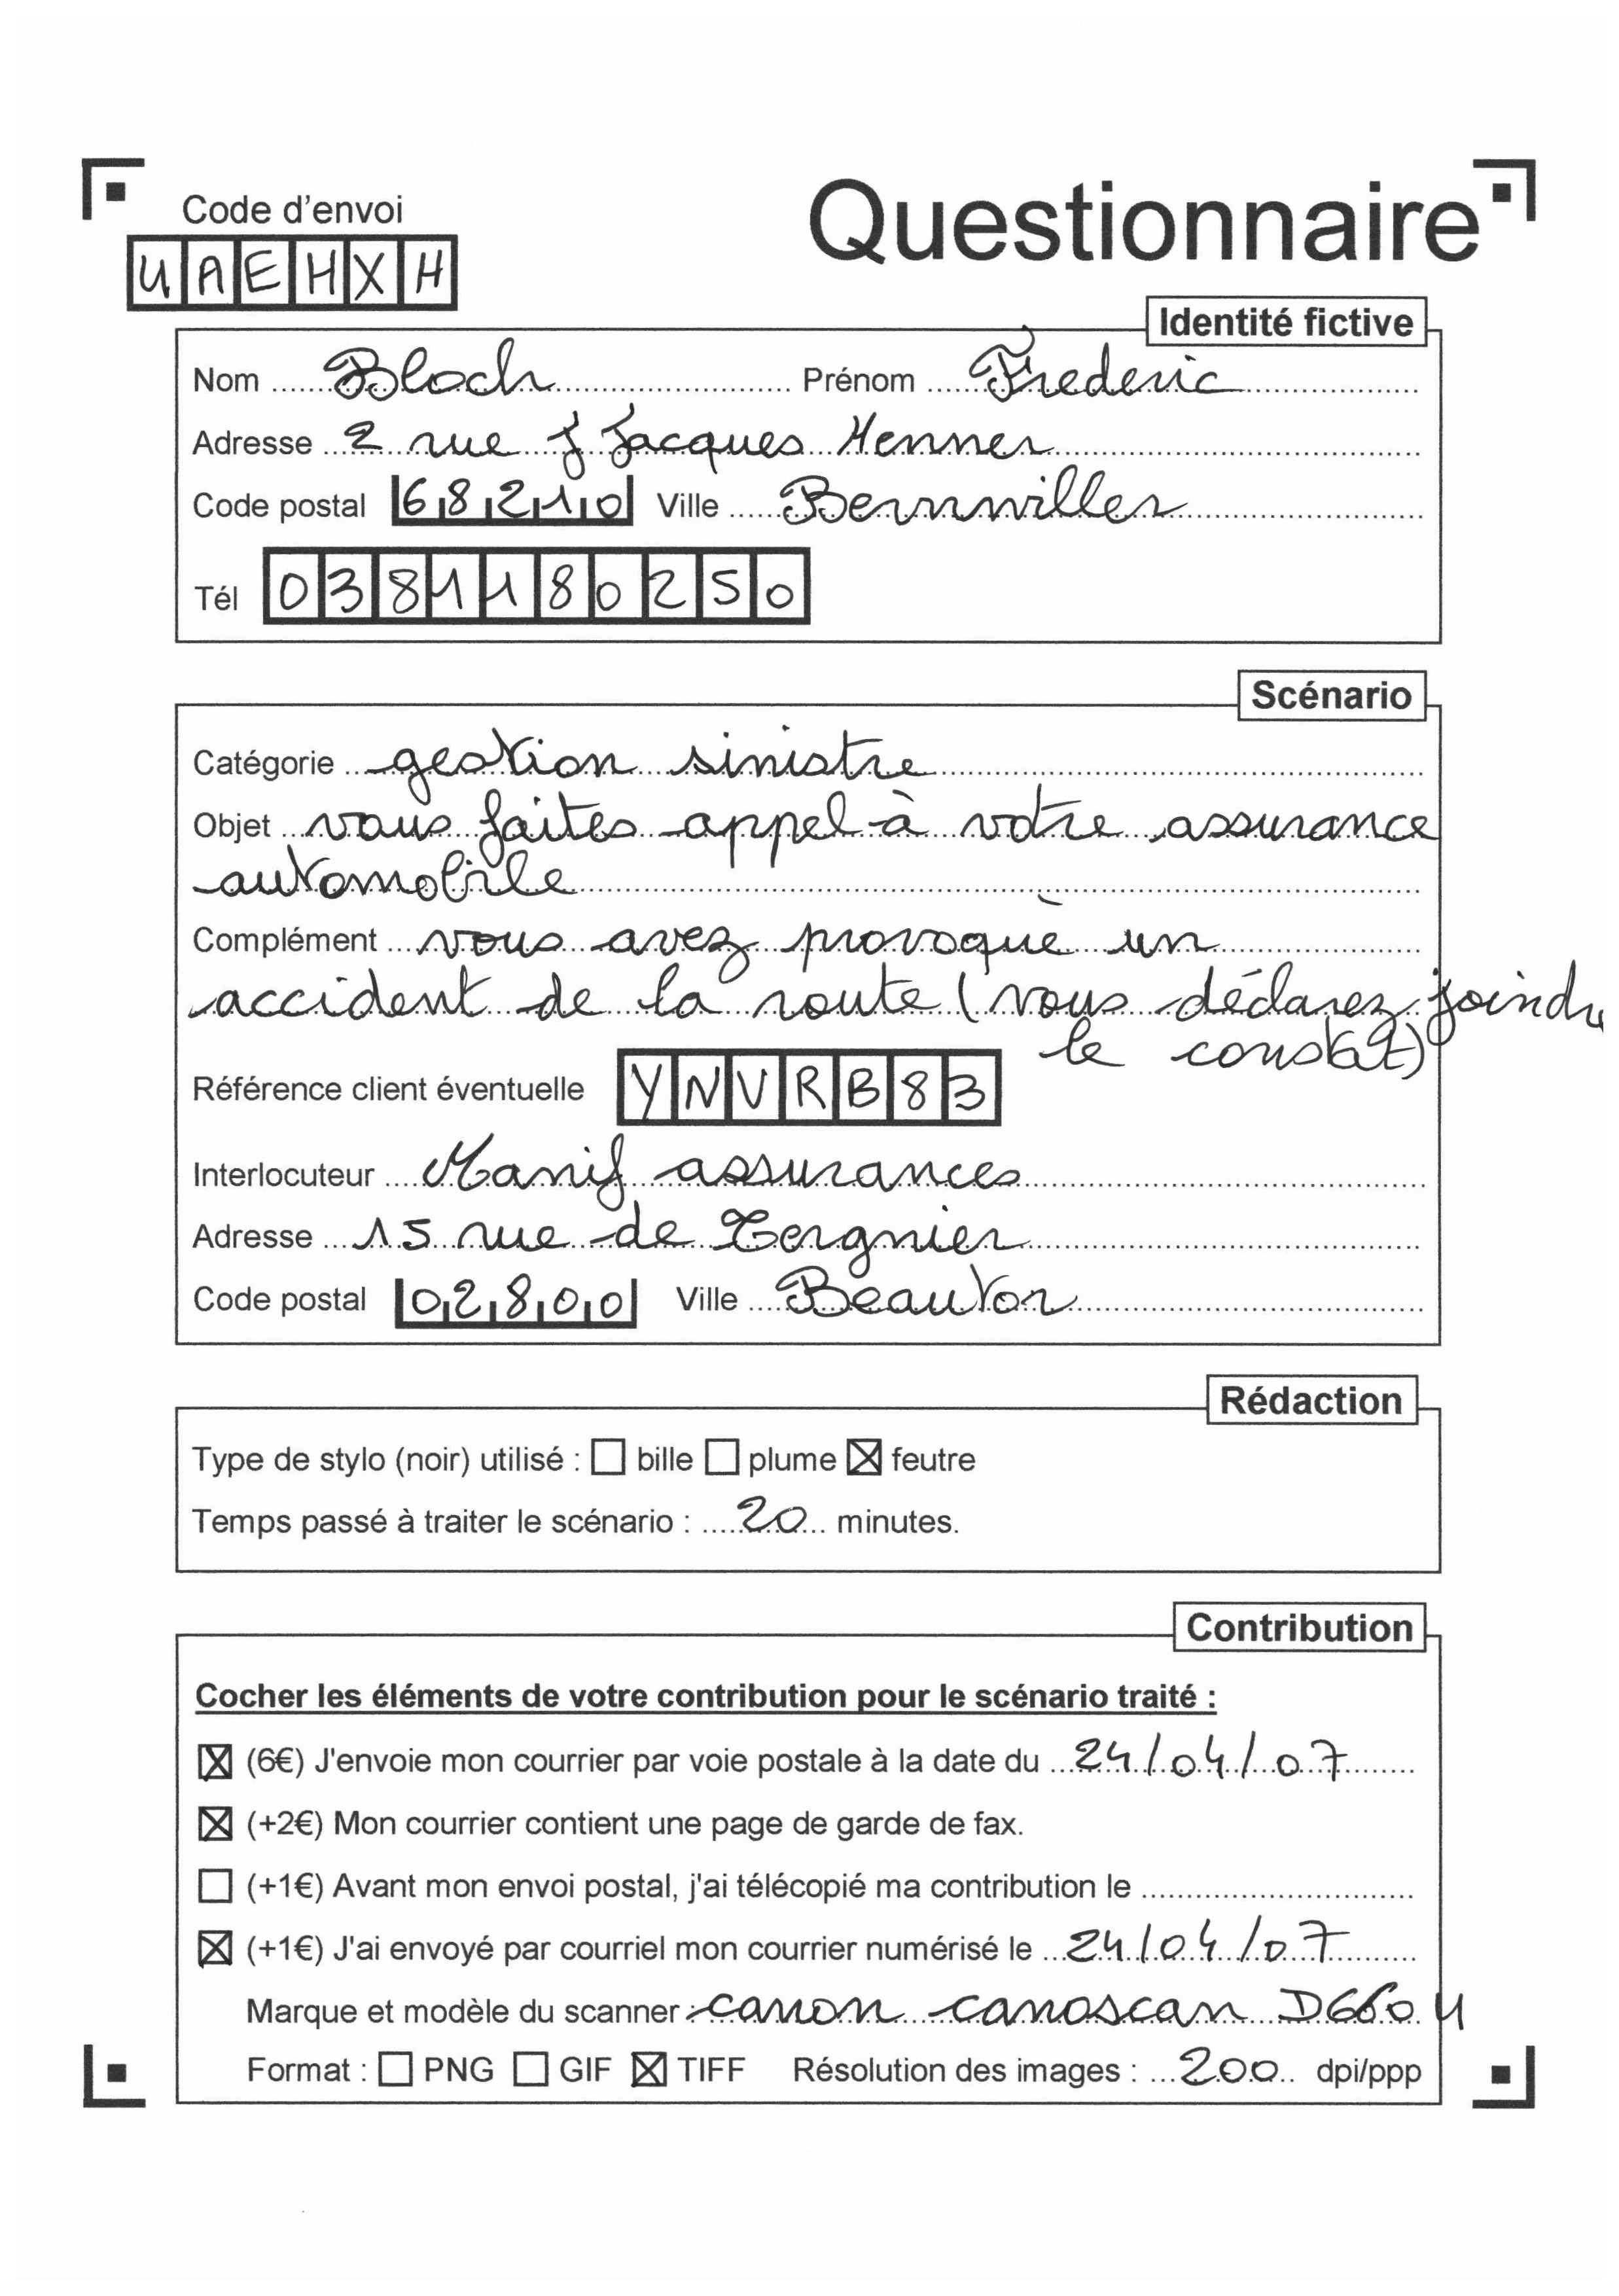 Code d'envoi
Questionnaire
UAEHXH
Identité fictive
Nom Bloch Prénom Frederic
Adresse 2 rue J Jacques Henner
Code postal 68210 Ville Bernwiller
Tél 0381180250
Scénario
Catégorie gestion sinistre
Objet vous faites appel à votre assurance
automobile
Complément vous avez provoqué un
accident de la route (vous déclarez joindre
le constat)
Référence client éventuelle YNVRB83
Interlocuteur Manif assurances
Adresse 15 rue de Tergnier
Code postal 02800 Ville Beautor
Rédaction
Type de stylo (noir) utilisé : ☐ bille ☐ plume ☒ feutre
Temps passé à traiter le scénario : 20 minutes.
Contribution
Cocher les éléments de votre contribution pour le scénario traité :
☒ (6€) J'envoie mon courrier par voie postale à la date du 24/04/07
☒ (+2€) Mon courrier contient une page de garde de fax.
☐ (+1€) Avant mon envoi postal, j'ai télécopié ma contribution le
☒ (+1€) J'ai envoyé par courriel mon courrier numérisé le 24/04/07
Marque et modèle du scanner : canon canoscan D660U
Format : ☐ PNG ☐ GIF ☒ TIFF Résolution des images : 200 dpi/ppp